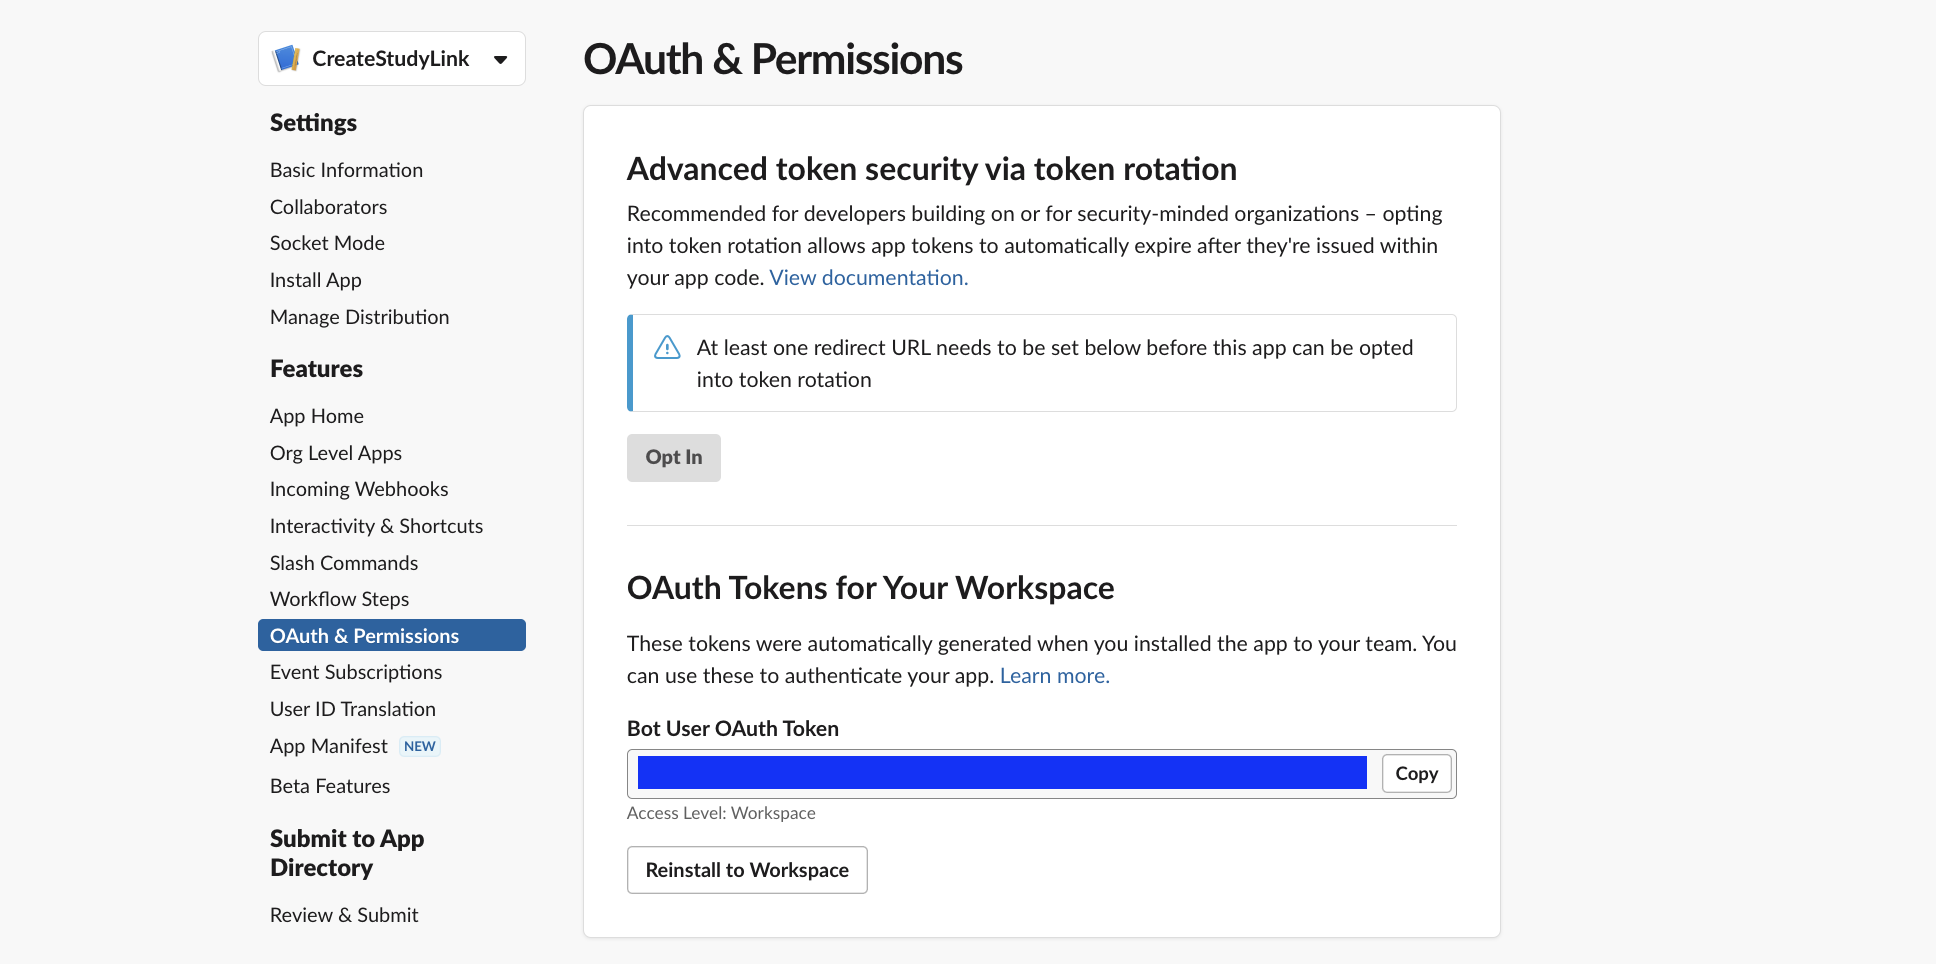 CreateStudyLink
Settings
Basic Information
Collaborators
Socket Mode
Install App
Manage Distribution
Features
App Home
Org Level Apps
Incoming Webhooks
Interactivity & Shortcuts
Slash Commands
Workflow Steps
OAuth & Permissions
Event Subscriptions
User ID Translation
App Manifest NEW
Beta Features
Submit to App
Directory
Review & Submit
OAuth & Permissions
Advanced token security via token rotation
Recommended for developers building on or for security-minded organizations – opting
into token rotation allows app tokens to automatically expire after they're issued within
your app code. View documentation.
At least one redirect URL needs to be set below before this app can be opted
into token rotation
Opt In
OAuth Tokens for Your Workspace
These tokens were automatically generated when you installed the app to your team. You
can use these to authenticate your app. Learn more.
Bot User OAuth Token
Copy
Access Level: Workspace
Reinstall to Workspace